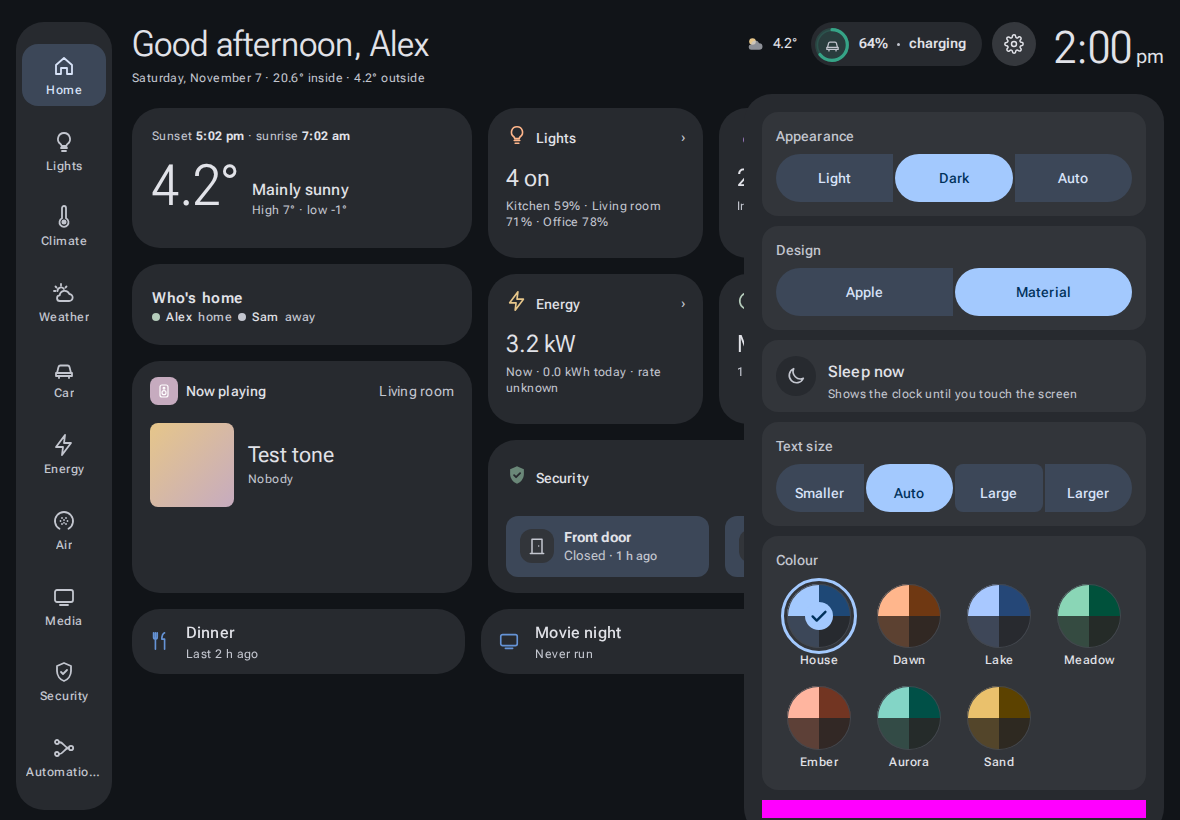 Good afternoon, Alex
Saturday, November 7 · 20.6° inside · 4.2° outside
4.2°
64% · charging
2:00 pm
Home
Lights
Climate
Weather
Car
Energy
Air
Media
Security
Automatio...
Sunset 5:02 pm · sunrise 7:02 am
4.2°
Mainly sunny
High 7° · low -1°
Who's home
Alex home Sam away
Now playing
Living room
Test tone
Nobody
Lights ›
4 on
Kitchen 59% · Living room
71% · Office 78%
Energy ›
3.2 kW
Now · 0.0 kWh today · rate
unknown
Security
Front door
Closed · 1 h ago
Dinner
Last 2 h ago
Movie night
Never run
Appearance
Light Dark Auto
Design
Apple Material
Sleep now
Shows the clock until you touch the screen
Text size
Smaller Auto Large Larger
Colour
House Dawn Lake Meadow
Ember Aurora Sand